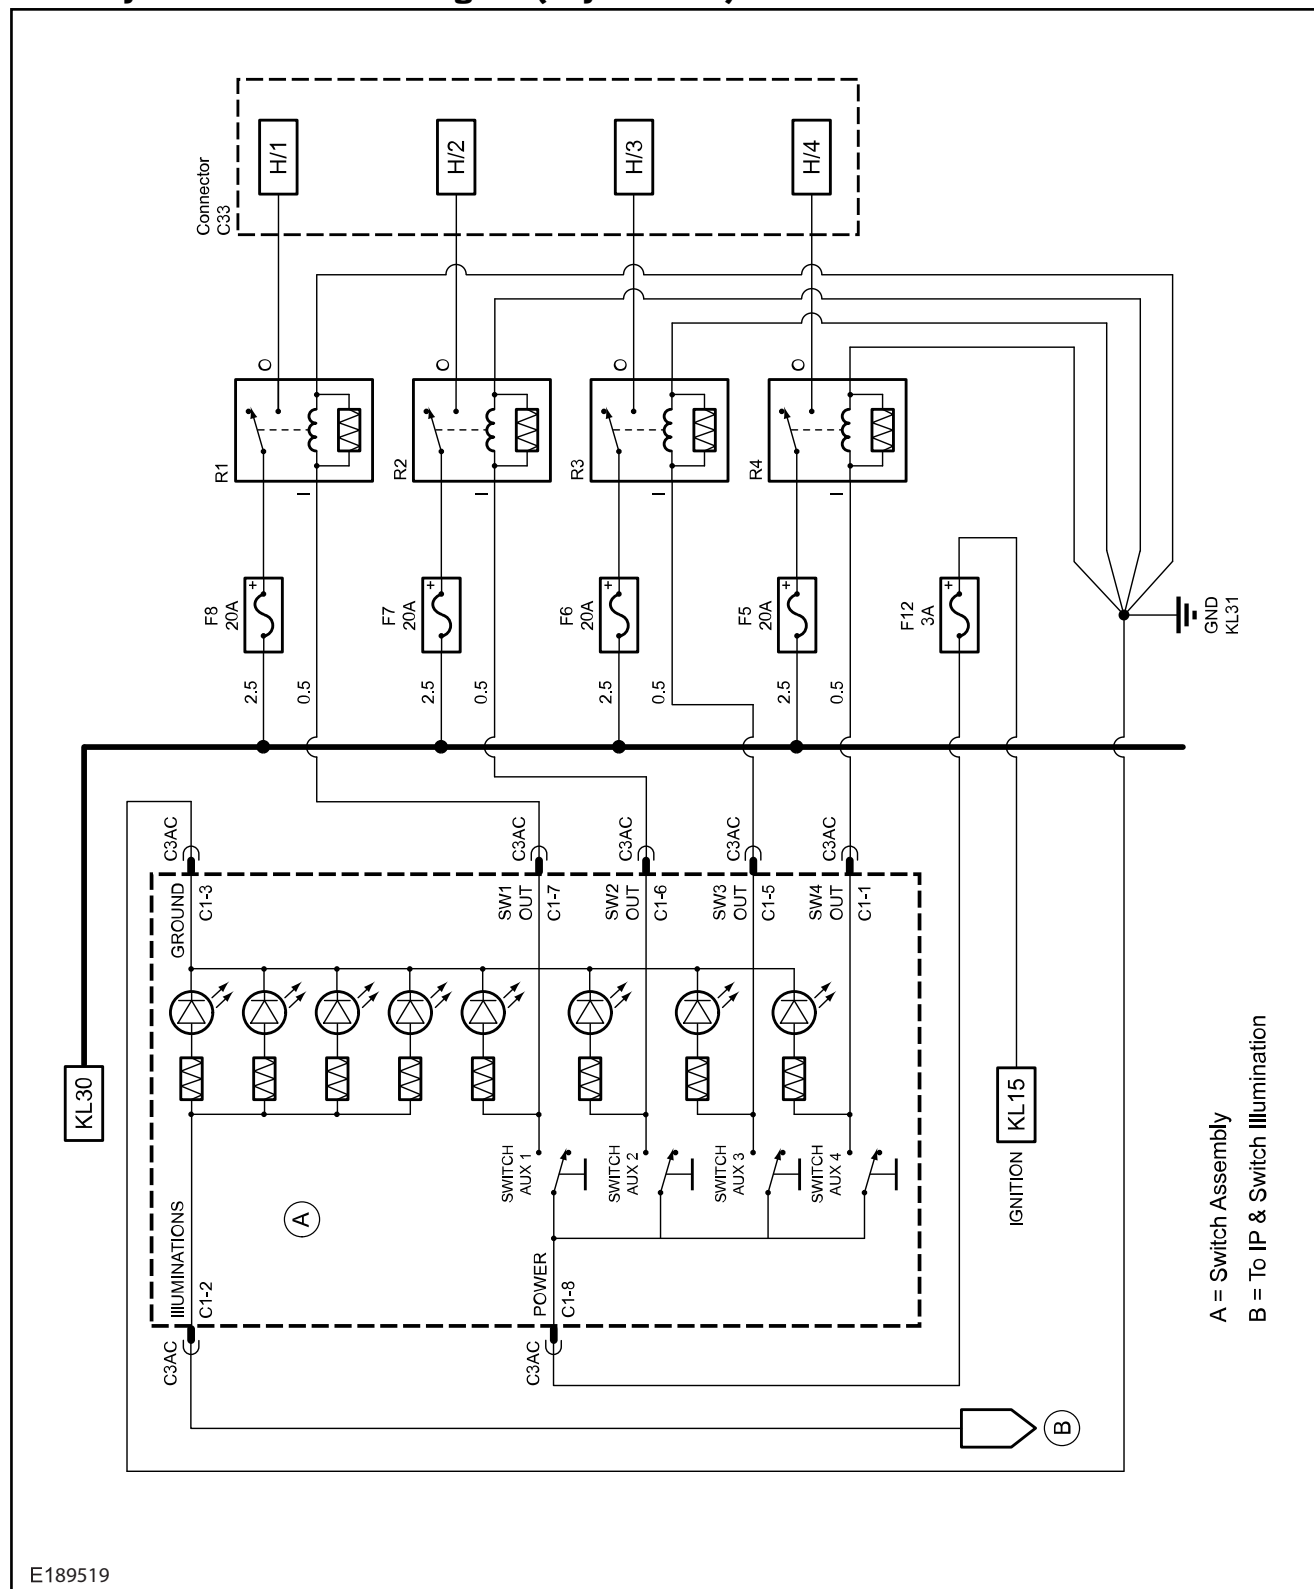 Connector
C33
H/1
H/2
H/3
H/4
O
O
O
O
R1
R2
R3
R4
I
I
I
I
F8
20A
+
F7
20A
+
F6
20A
+
F5
20A
+
F12
3A
+
GND
KL31
2.5
0.5
2.5
0.5
2.5
0.5
2.5
0.5
C3AC
C3AC
C3AC
C3AC
C3AC
GROUND
C1-3
SW1
OUT
C1-7
SW2
OUT
C1-6
SW3
OUT
C1-5
SW4
OUT
C1-1
KL30
KL15
IGNITION
SWITCH
AUX 1
SWITCH
AUX 2
SWITCH
AUX 3
SWITCH
AUX 4
A
ILLUMINATIONS
C1-2
POWER
C1-8
C3AC
C3AC
B
A = Switch Assembly
B = To IP & Switch Illumination
E189519